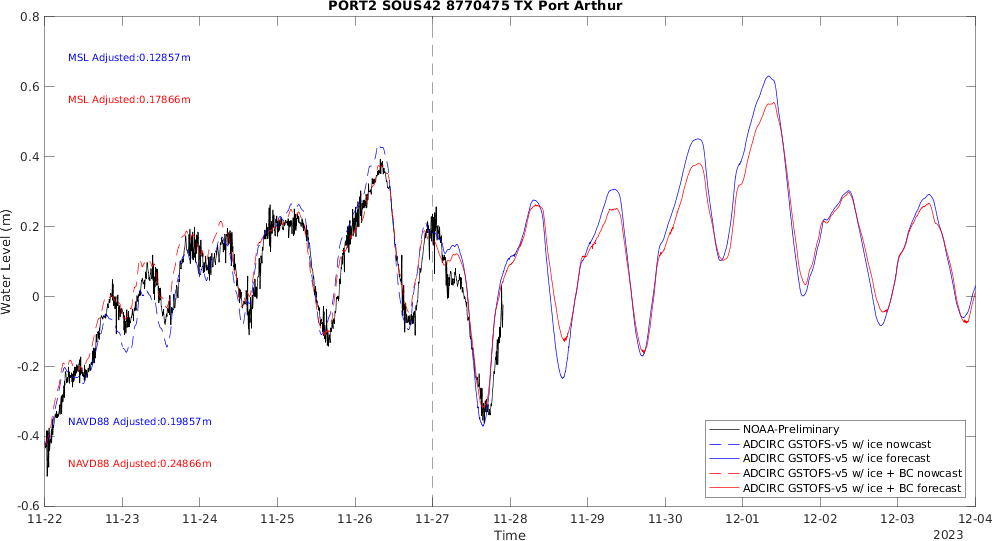 PORT2 SOUS42 8770475 TX Port Arthur
Water Level (m)
0.8
0.6
0.4
0.2
0
-0.2
-0.4
-0.6
MSL Adjusted:0.12857m
MSL Adjusted:0.17866m
NAVD88 Adjusted:0.19857m
NAVD88 Adjusted:0.24866m
NOAA-Preliminary
ADCIRC GSTOFS-v5 w/ ice nowcast
ADCIRC GSTOFS-v5 w/ ice forecast
ADCIRC GSTOFS-v5 w/ ice + BC nowcast
ADCIRC GSTOFS-v5 w/ ice + BC forecast
11-22 11-23 11-24 11-25 11-26 11-27 11-28 11-29 11-30 12-01 12-02 12-03 12-04
Time
2023